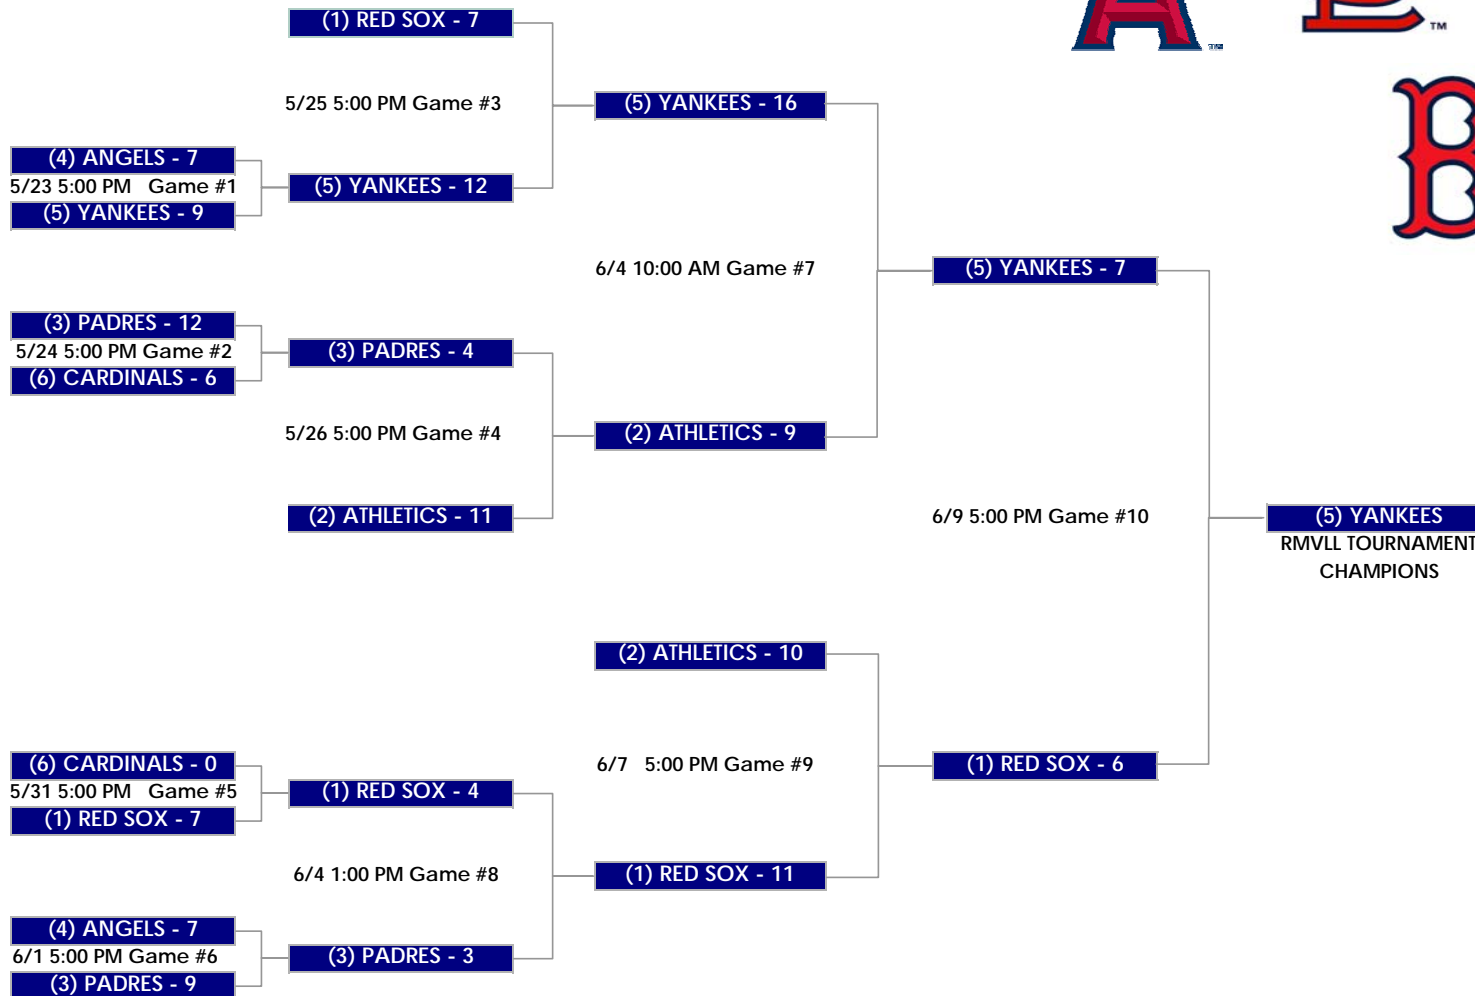 (1) RED SOX - 7
5/25 5:00 PM Game #3
(5) YANKEES - 16
(4) ANGELS - 7
5/23 5:00 PM Game #1
(5) YANKEES - 12
(5) YANKEES - 9
6/4 10:00 AM Game #7
(5) YANKEES - 7
(3) PADRES - 12
5/24 5:00 PM Game #2
(3) PADRES - 4
(6) CARDINALS - 6
5/26 5:00 PM Game #4
(2) ATHLETICS - 9
(2) ATHLETICS - 11
6/9 5:00 PM Game #10
(5) YANKEES
RMVLL TOURNAMENT
CHAMPIONS
(2) ATHLETICS - 10
(6) CARDINALS - 0
5/31 5:00 PM Game #5
(1) RED SOX - 4
6/7 5:00 PM Game #9
(1) RED SOX - 6
(1) RED SOX - 7
6/4 1:00 PM Game #8
(1) RED SOX - 11
(4) ANGELS - 7
6/1 5:00 PM Game #6
(3) PADRES - 3
(3) PADRES - 9
A
TM
B